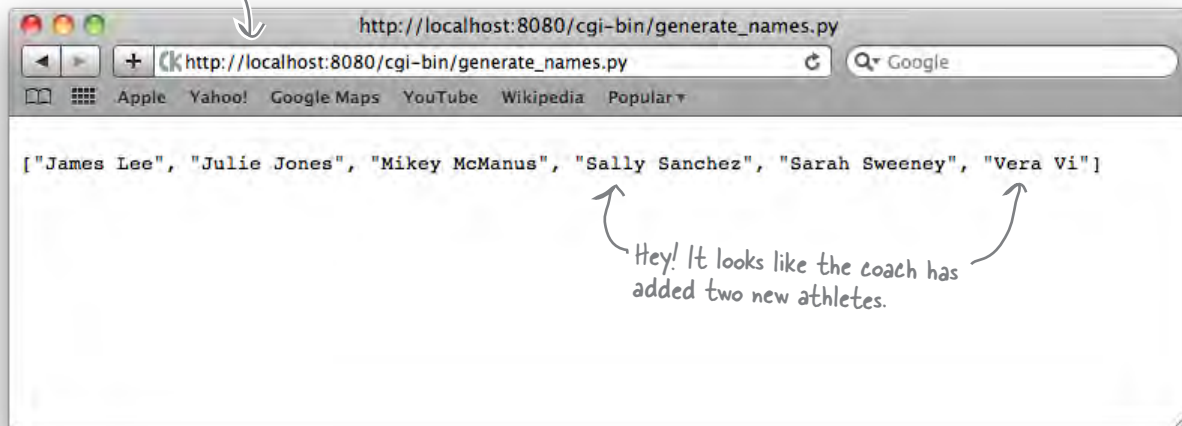 http://localhost:8080/cgi-bin/generate_names.py
http://localhost:8080/cgi-bin/generate_names.py
Google
Apple Yahoo! Google Maps YouTube Wikipedia Popular
["James Lee", "Julie Jones", "Mikey McManus", "Sally Sanchez", "Sarah Sweeney", "Vera Vi"]
Hey! It looks like the coach has
added two new athletes.